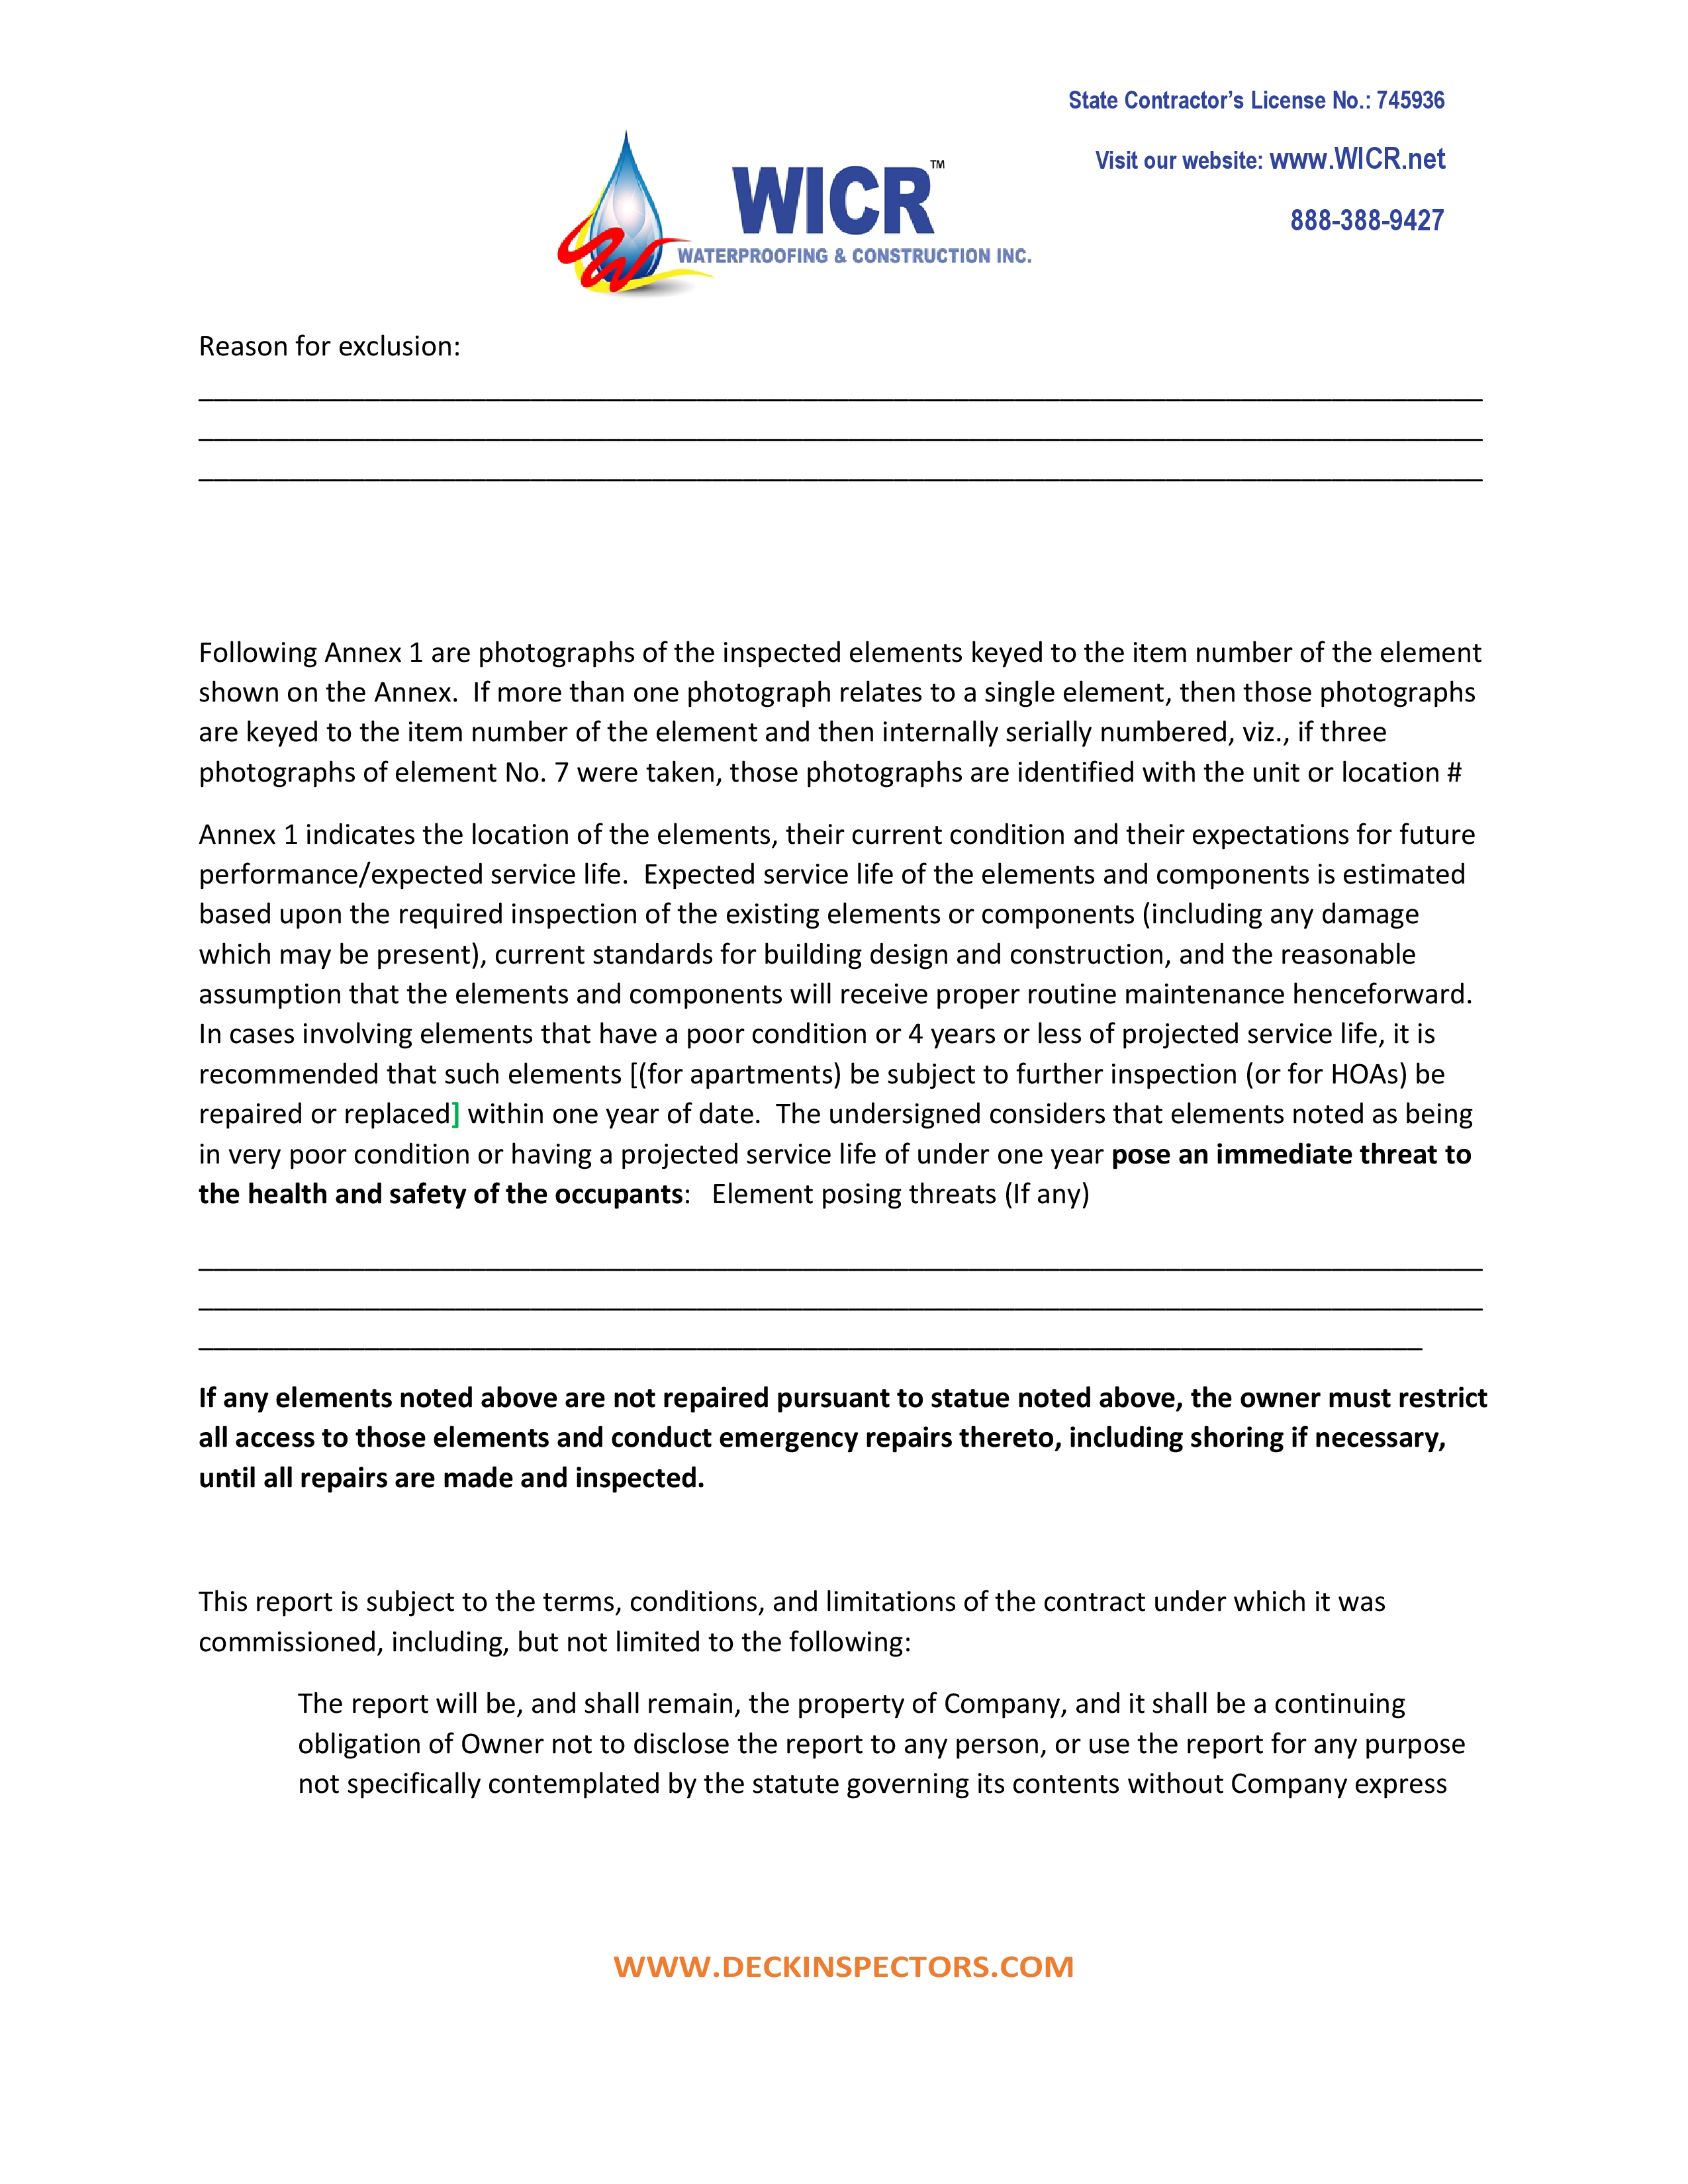 State Contractor's License No.: 745936
Visit our website: www.WICR.net
888-388-9427
WICR™
WATERPROOFING & CONSTRUCTION INC.
Reason for exclusion:
Following Annex 1 are photographs of the inspected elements keyed to the item number of the element
shown on the Annex.  If more than one photograph relates to a single element, then those photographs
are keyed to the item number of the element and then internally serially numbered, viz., if three
photographs of element No. 7 were taken, those photographs are identified with the unit or location #
Annex 1 indicates the location of the elements, their current condition and their expectations for future
performance/expected service life.  Expected service life of the elements and components is estimated
based upon the required inspection of the existing elements or components (including any damage
which may be present), current standards for building design and construction, and the reasonable
assumption that the elements and components will receive proper routine maintenance henceforward.
In cases involving elements that have a poor condition or 4 years or less of projected service life, it is
recommended that such elements [(for apartments) be subject to further inspection (or for HOAs) be
repaired or replaced] within one year of date.  The undersigned considers that elements noted as being
in very poor condition or having a projected service life of under one year pose an immediate threat to
the health and safety of the occupants:   Element posing threats (If any)
If any elements noted above are not repaired pursuant to statue noted above, the owner must restrict
all access to those elements and conduct emergency repairs thereto, including shoring if necessary,
until all repairs are made and inspected.
This report is subject to the terms, conditions, and limitations of the contract under which it was
commissioned, including, but not limited to the following:
The report will be, and shall remain, the property of Company, and it shall be a continuing
obligation of Owner not to disclose the report to any person, or use the report for any purpose
not specifically contemplated by the statute governing its contents without Company express
WWW.DECKINSPECTORS.COM